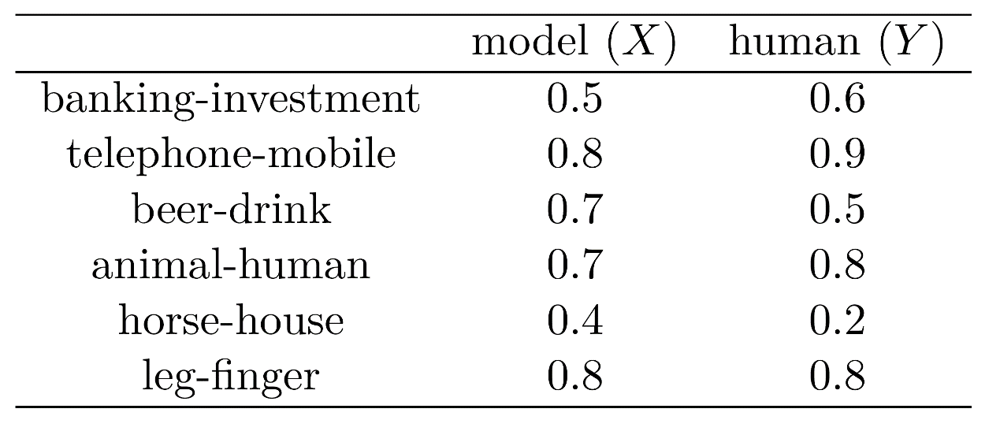 model (X) human (Y)
banking-investment 0.5 0.6
telephone-mobile 0.8 0.9
beer-drink 0.7 0.5
animal-human 0.7 0.8
horse-house 0.4 0.2
leg-finger 0.8 0.8